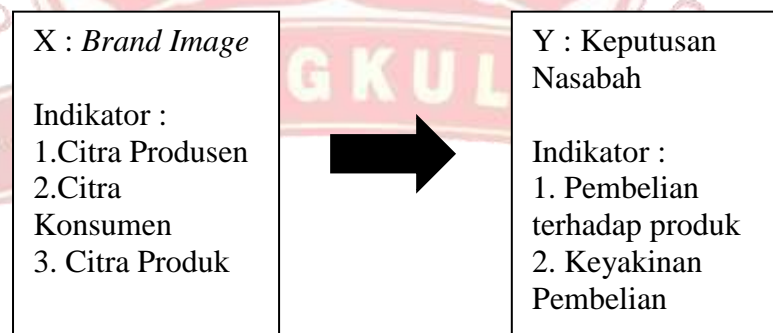 X : Brand Image
Indikator :
1.Citra Produsen
2.Citra
Konsumen
3. Citra Produk
GKUL
Y : Keputusan
Nasabah
Indikator :
1. Pembelian
terhadap produk
2. Keyakinan
Pembelian